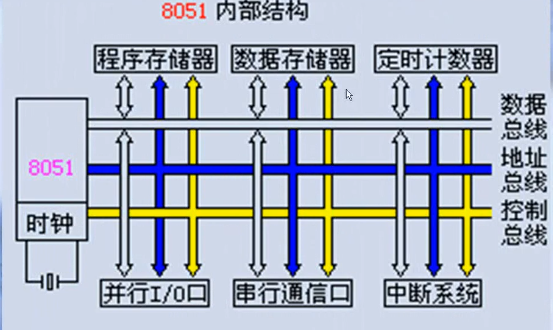 8051 内部结构
程序存储器 数据存储器 定时计数器
数据
总线
8051
地址
总线
控制
总线
时钟
并行I/O口 串行通信口 中断系统